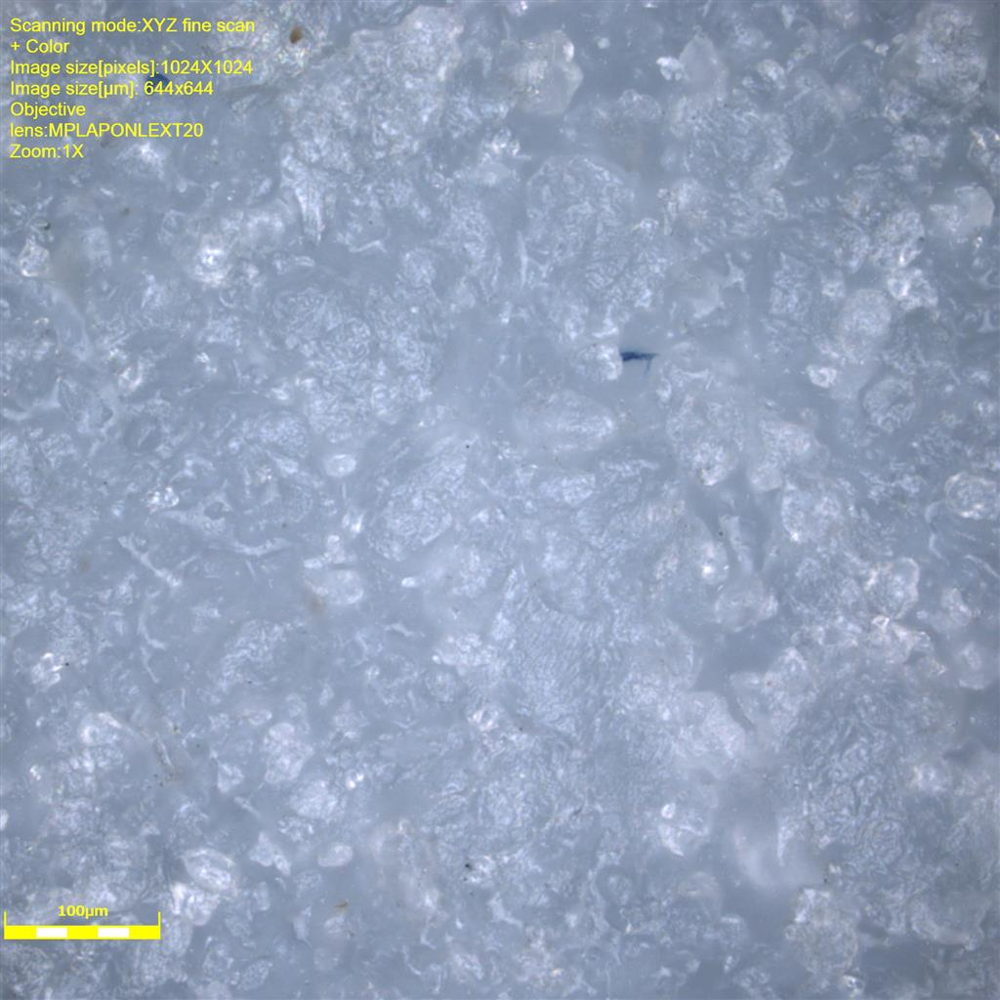 Scanning mode:XYZ fine scan
+ Color
Image size[pixels]:1024X1024
Image size[µm]: 644x644
Objective
lens:MPLAPONLEXT20
Zoom:1X
100µm